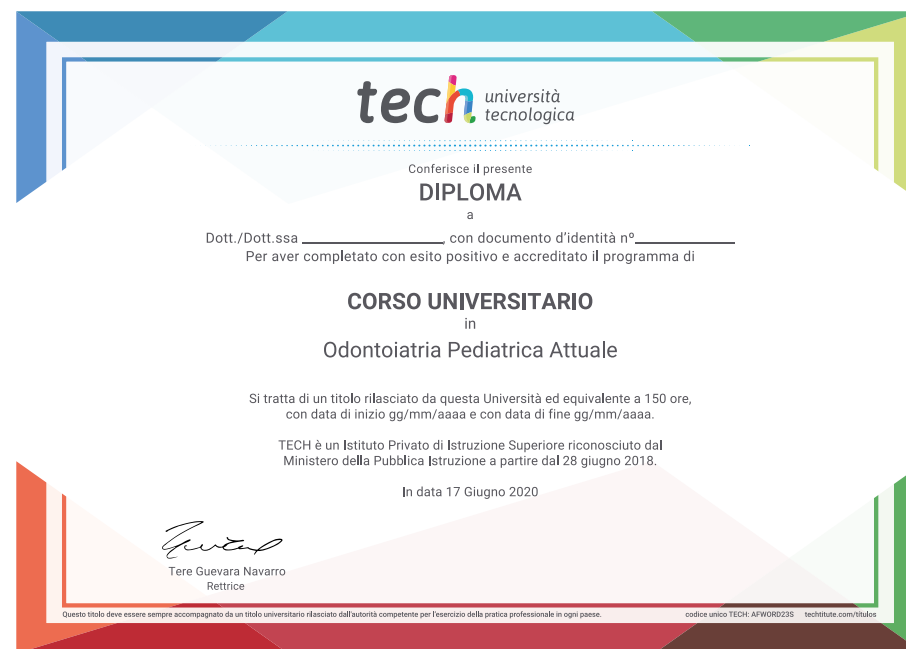 tech università
tecnologica
Conferisce il presente
DIPLOMA
a
Dott./Dott.ssa ________________, con documento d'identità nº____________
Per aver completato con esito positivo e accreditato il programma di
CORSO UNIVERSITARIO
in
Odontoiatria Pediatrica Attuale
Si tratta di un titolo rilasciato da questa Università ed equivalente a 150 ore,
con data di inizio gg/mm/aaaa e con data di fine gg/mm/aaaa.
TECH è un Istituto Privato di Istruzione Superiore riconosciuto dal
Ministero della Pubblica Istruzione a partire dal 28 giugno 2018.
In data 17 Giugno 2020
Tere Guevara Navarro
Rettrice
Questo titolo deve essere sempre accompagnato da un titolo universitario rilasciato dall'autorità competente per l'esercizio della pratica professionale in ogni paese. codice unico TECH: AFWORD23S techtitute.com/titulos